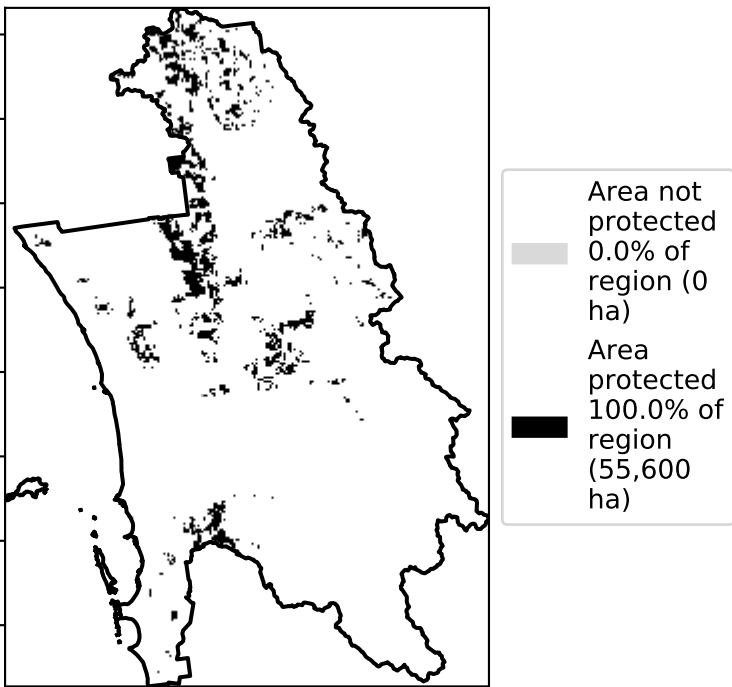 Area not
protected
0.0% of
region (0
ha)
Area
protected
100.0% of
region
(55,600
ha)